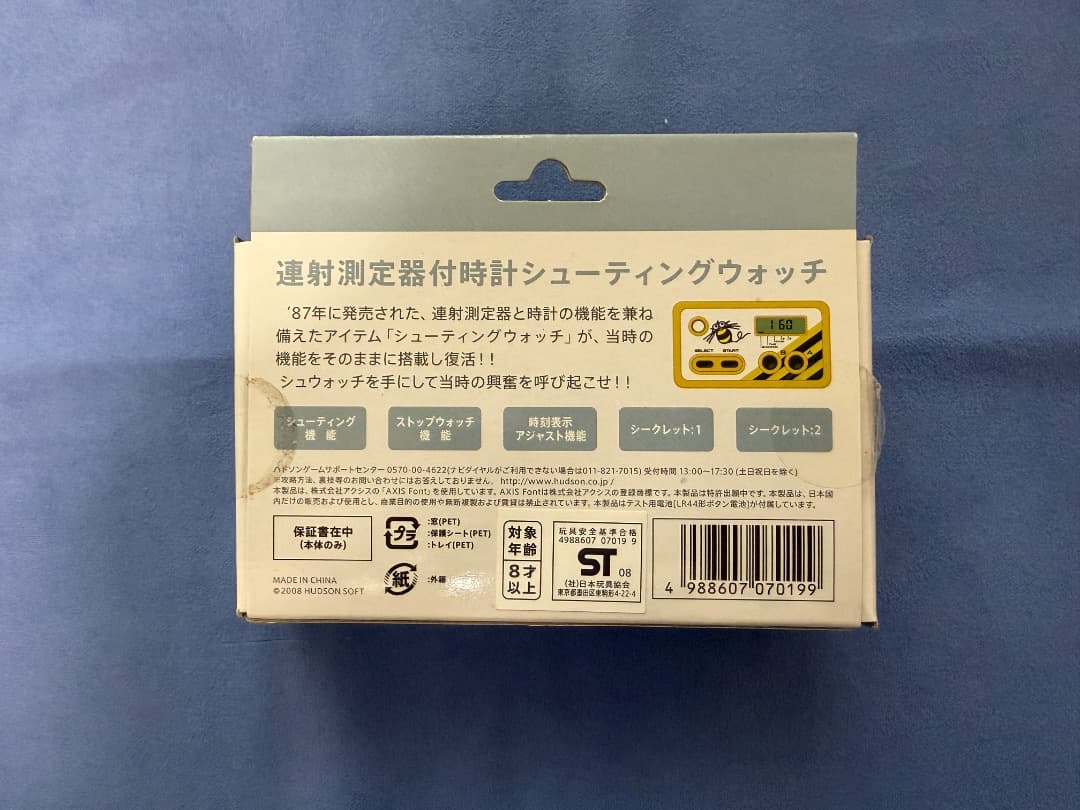 連射測定器付時計シューティングウォッチ
'87年に発売された、連射測定器と時計の機能を兼ね
備えたアイテム「シューティングウォッチ」が、当時の
機能をそのままに搭載し復活!!
シュウォッチを手にして当時の興奮を呼び起こせ!!
160
SELECT START
B A
シューティング
機能
ストップウォッチ
機能
時刻表示
アジャスト機能
シークレット:1
シークレット:2
ハドソンゲームサポートセンター 0570-00-4622(ナビダイヤルがご利用できない場合は011-821-7015) 受付時間 13:00〜17:30 (土日祝日を除く)
※攻略方法、裏技等のお問い合わせにはお答えしておりません。 http://www.hudson.co.jp/
本製品は、株式会社アクシスの「AXIS Font」を使用しています。AXIS Fontは株式会社アクシスの登録商標です。本製品は特許出願中です。本製品は、日本国
内だけの販売および使用とし、商業目的の使用や無断複製および賃貸は禁止されています。本製品はテスト用電池[LR44形ボタン電池]が付属しています。
保証書在中
(本体のみ)
プラ
:窓(PET)
:保護シート(PET)
:トレイ(PET)
紙
:外箱
MADE IN CHINA
©2008 HUDSON SOFT
対象
年齢
8才
以上
玩具安全基準合格
4988607 07019 9
ST 08
(社)日本玩具協会
東京都墨田区東駒形4-22-4
4 988607 070199